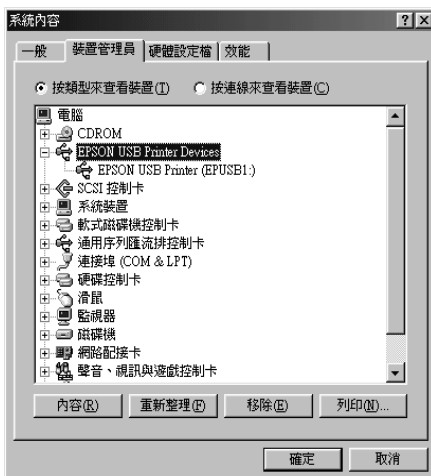 系統內容
一般 裝置管理員 硬體設定檔 效能
按類型來查看裝置(T) 按連線來查看裝置(C)
電腦
CDROM
EPSON USB Printer Devices
EPSON USB Printer (EPUSB1:)
SCSI 控制卡
系統裝置
軟式磁碟機控制卡
通用序列匯流排控制卡
連接埠 (COM & LPT)
硬碟控制卡
滑鼠
監視器
磁碟機
網路配接卡
聲音、視訊與遊戲控制卡
內容(R) 重新整理(F) 移除(E) 列印(N)...
確定 取消